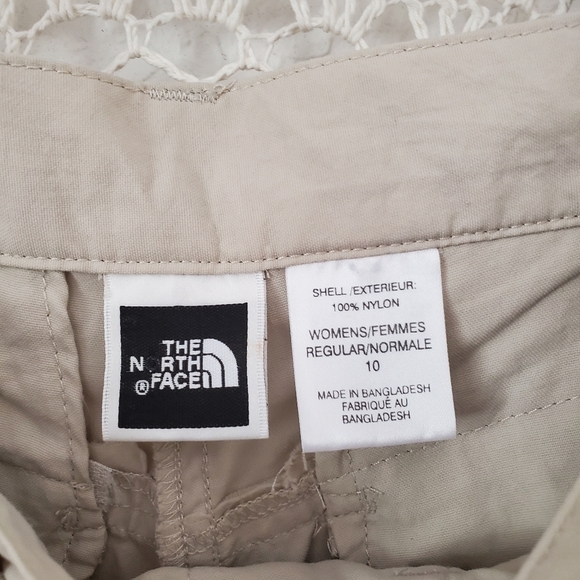 THE
NORTH
® FACE
SHELL /EXTERIEUR:
100% NYLON
WOMENS/FEMMES
REGULAR/NORMALE
10
MADE IN BANGLADESH
FABRIQUÉ AU
BANGLADESH